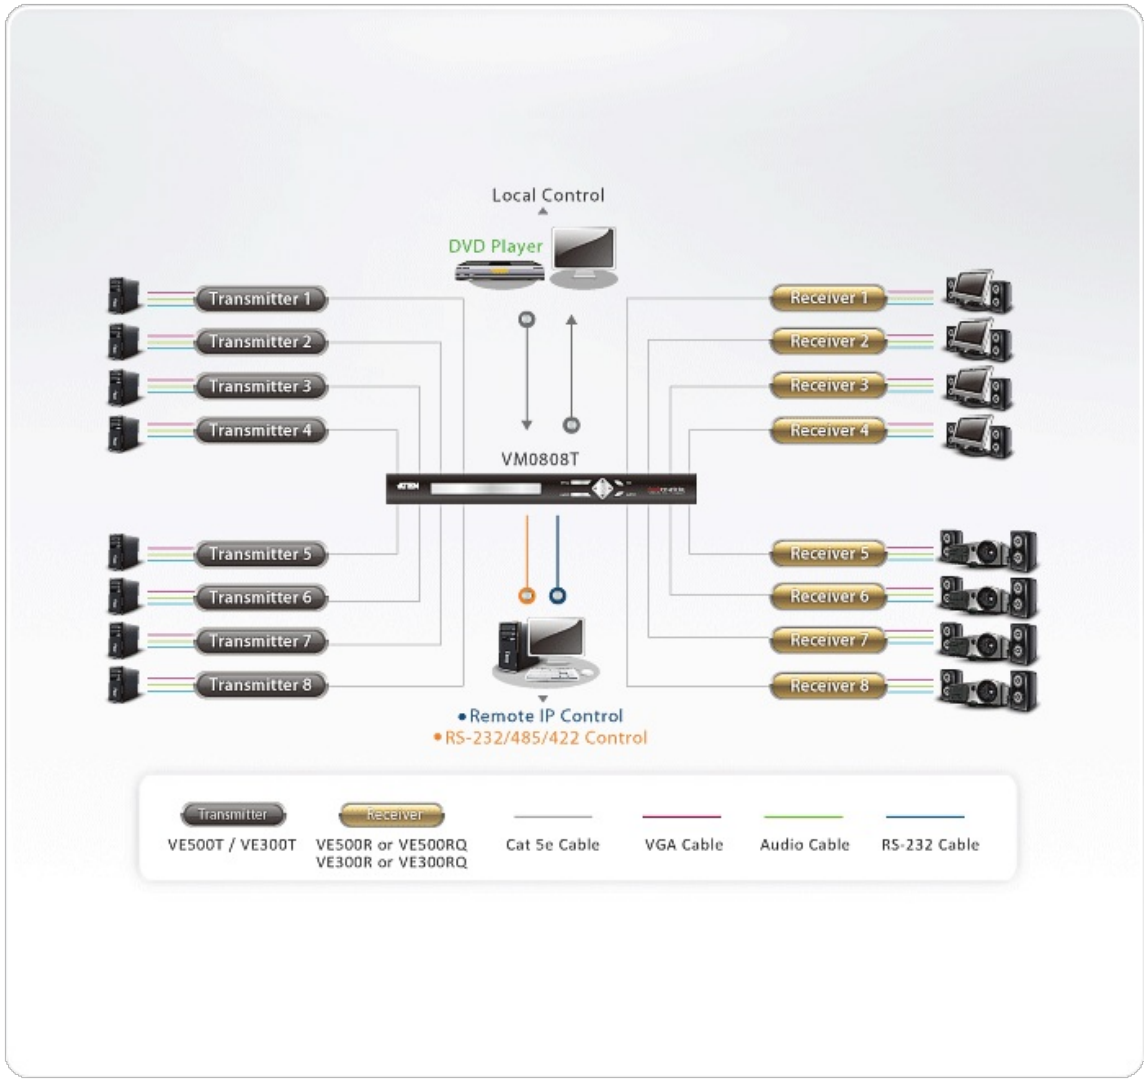 Local Control
DVD Player
Transmitter 1
Transmitter 2
Transmitter 3
Transmitter 4
Receiver 1
Receiver 2
Receiver 3
Receiver 4
VM0808T
ATEN
Transmitter 5
Transmitter 6
Transmitter 7
Transmitter 8
Receiver 5
Receiver 6
Receiver 7
Receiver 8
•Remote IP Control
•RS-232/485/422 Control
Transmitter
VE500T / VE300T
Receiver
VE500R or VE500RQ
VE300R or VE300RQ
Cat 5e Cable
VGA Cable
Audio Cable
RS-232 Cable